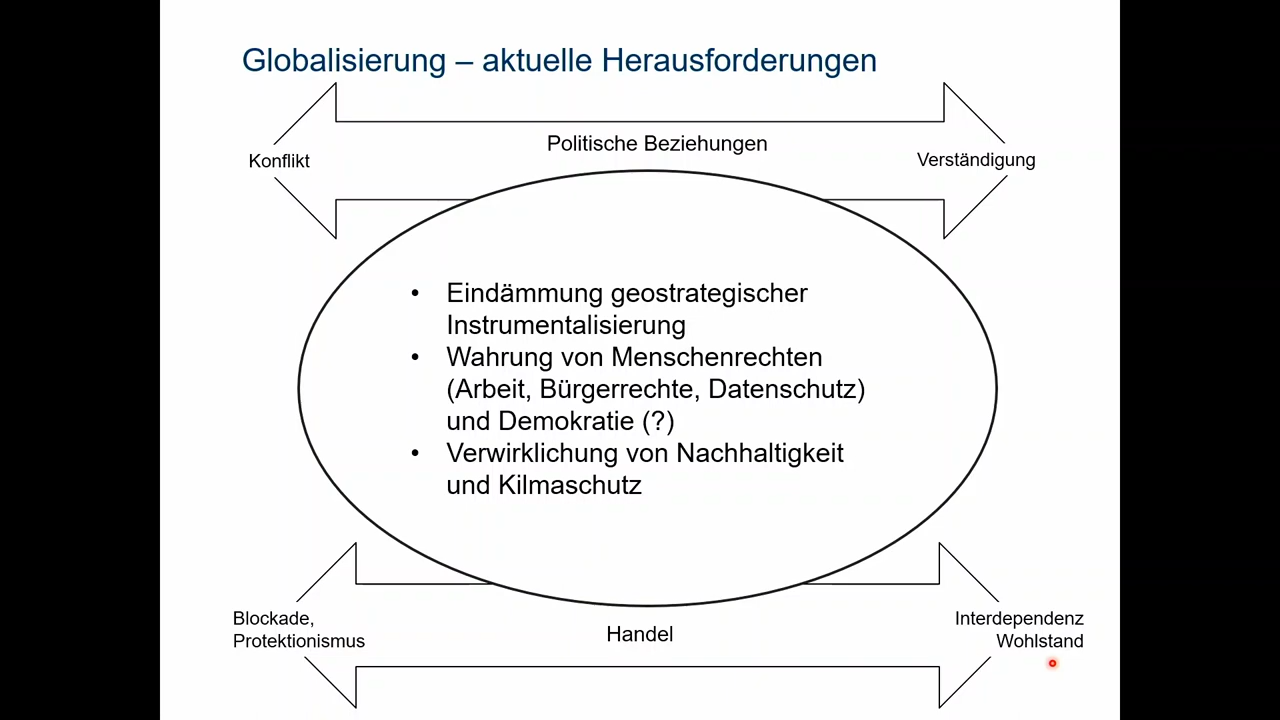 Globalisierung – aktuelle Herausforderungen
Politische Beziehungen
Konflikt
Verständigung
• Eindämmung geostrategischer
Instrumentalisierung
• Wahrung von Menschenrechten
(Arbeit, Bürgerrechte, Datenschutz)
und Demokratie (?)
• Verwirklichung von Nachhaltigkeit
und Kilmaschutz
Blockade,
Protektionismus
Handel
Interdependenz
Wohlstand